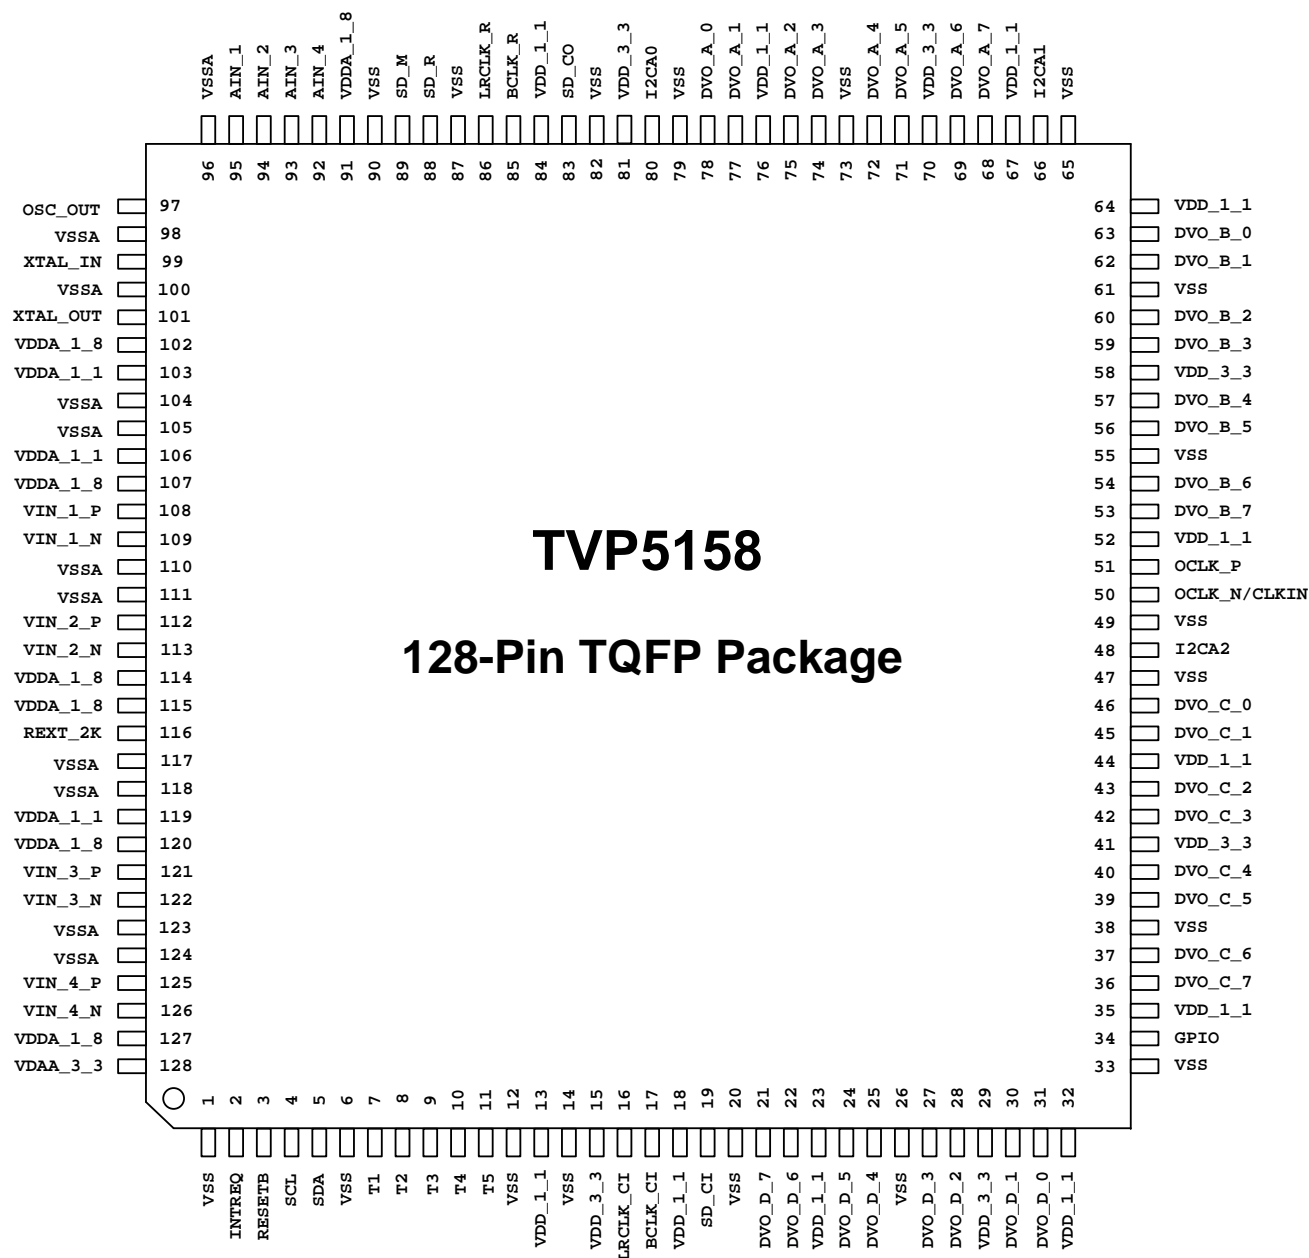 VSSA AIN_1 AIN_2 AIN_3 AIN_4 VDDA_1_8 VSS SD_M SD_R VSS LRCLK_R BCLK_R VDD_1_1 SD_CO VSS VDD_3_3 I2CA0 VSS DVO_A_0 DVO_A_1 VDD_1_1 DVO_A_2 DVO_A_3 VSS DVO_A_4 DVO_A_5 VDD_3_3 DVO_A_6 DVO_A_7 VDD_1_1 I2CA1 VSS
96 95 94 93 92 91 90 89 88 87 86 85 84 83 82 81 80 79 78 77 76 75 74 73 72 71 70 69 68 67 66 65
OSC_OUT 97 64 VDD_1_1
VSSA 98 63 DVO_B_0
XTAL_IN 99 62 DVO_B_1
VSSA 100 61 VSS
XTAL_OUT 101 60 DVO_B_2
VDDA_1_8 102 59 DVO_B_3
VDDA_1_1 103 58 VDD_3_3
VSSA 104 57 DVO_B_4
VSSA 105 56 DVO_B_5
VDDA_1_1 106 55 VSS
VDDA_1_8 107 54 DVO_B_6
VIN_1_P 108 53 DVO_B_7
VIN_1_N 109 52 VDD_1_1
TVP5158
VSSA 110 51 OCLK_P
VSSA 111 50 OCLK_N/CLKIN
VIN_2_P 112 49 VSS
VIN_2_N 113 48 I2CA2
128-Pin TQFP Package
VDDA_1_8 114 47 VSS
VDDA_1_8 115 46 DVO_C_0
REXT_2K 116 45 DVO_C_1
VSSA 117 44 VDD_1_1
VSSA 118 43 DVO_C_2
VDDA_1_1 119 42 DVO_C_3
VDDA_1_8 120 41 VDD_3_3
VIN_3_P 121 40 DVO_C_4
VIN_3_N 122 39 DVO_C_5
VSSA 123 38 VSS
VSSA 124 37 DVO_C_6
VIN_4_P 125 36 DVO_C_7
VIN_4_N 126 35 VDD_1_1
VDDA_1_8 127 34 GPIO
VDAA_3_3 128 33 VSS
1 2 3 4 5 6 7 8 9 10 11 12 13 14 15 16 17 18 19 20 21 22 23 24 25 26 27 28 29 30 31 32
VSS INTREQ RESETB SCL SDA VSS T1 T2 T3 T4 T5 VSS VDD_1_1 VSS VDD_3_3 LRCLK_CI BCLK_CI VDD_1_1 SD_CI VSS DVO_D_7 DVO_D_6 VDD_1_1 DVO_D_5 DVO_D_4 VSS DVO_D_3 DVO_D_2 VDD_3_3 DVO_D_1 DVO_D_0 VDD_1_1